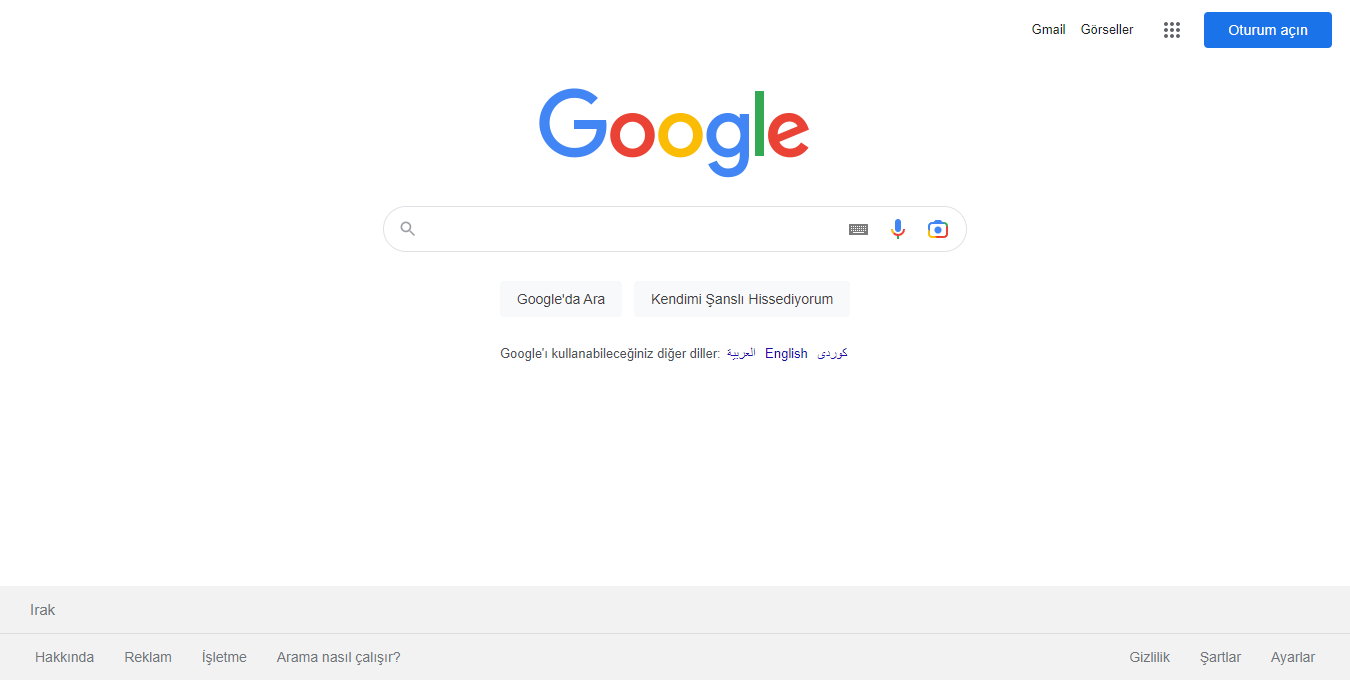 Gmail Görseller Oturum açın
Google
Google'da Ara Kendimi Şanslı Hissediyorum
Google'ı kullanabileceğiniz diğer diller: العربية English کوردی
Irak
Hakkında Reklam İşletme Arama nasıl çalışır? Gizlilik Şartlar Ayarlar